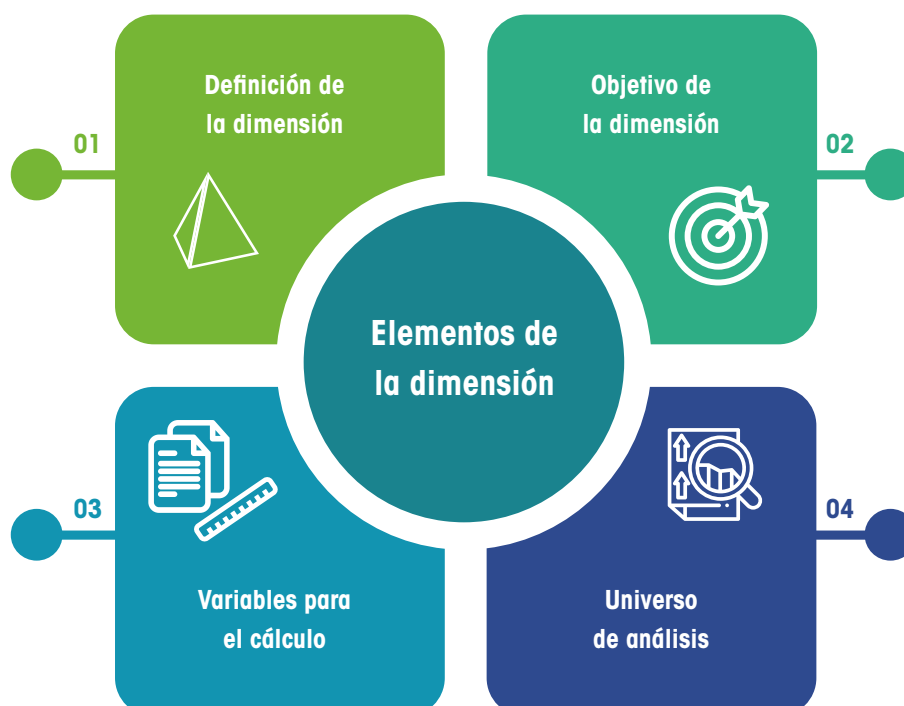 01
Definición de
la dimensión
02
Objetivo de
la dimensión
Elementos de
la dimensión
03
Variables para
el cálculo
04
Universo
de análisis